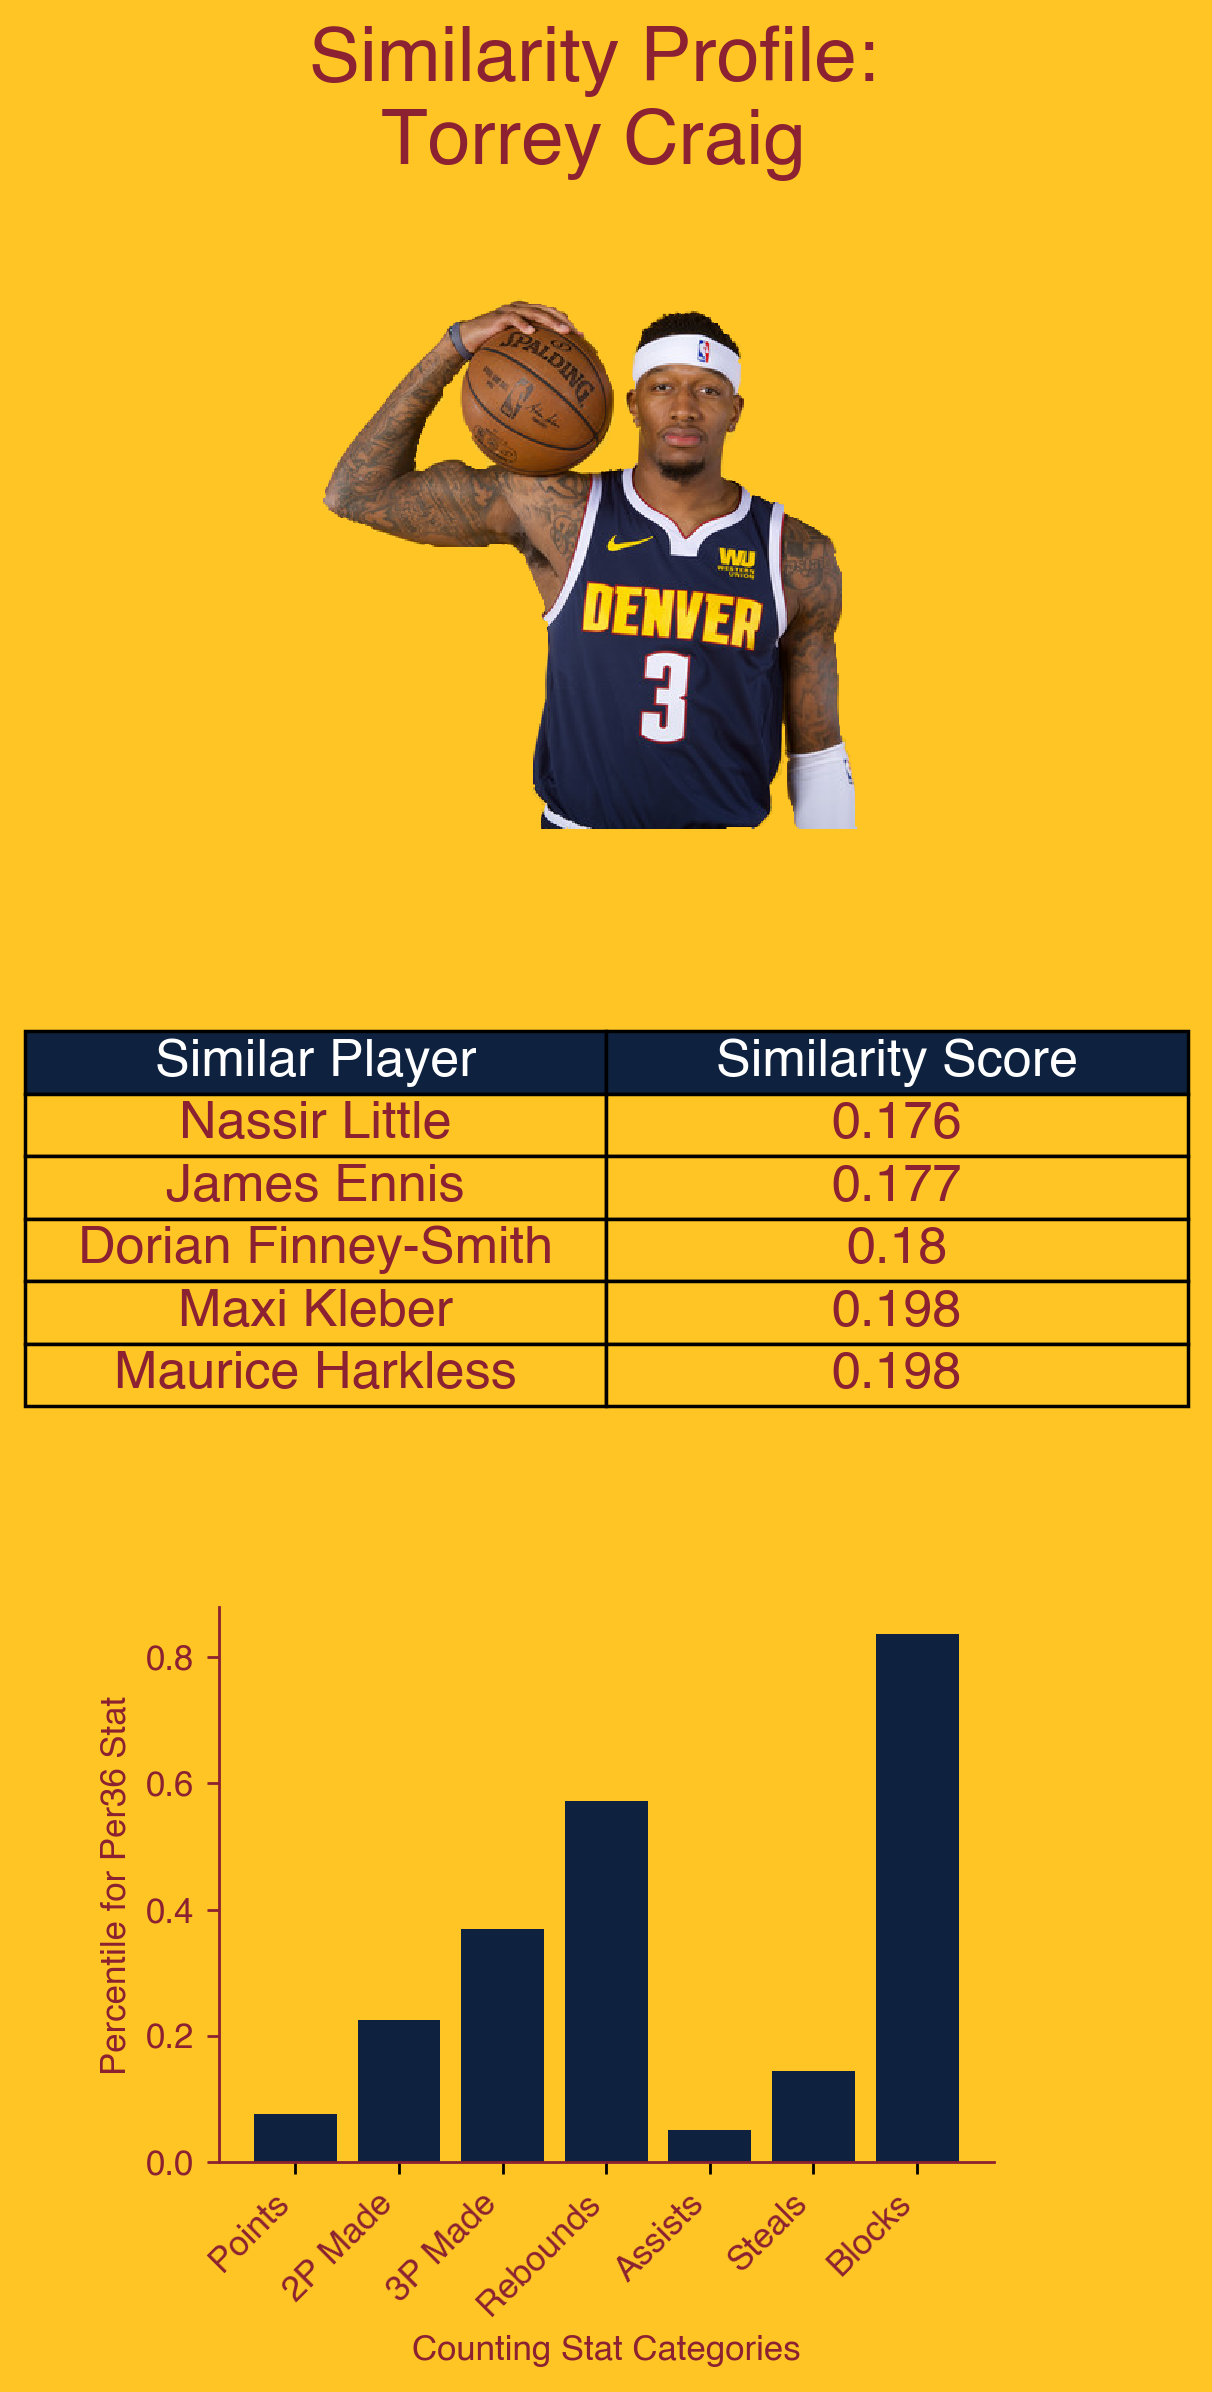 Similarity Profile:
Torrey Craig
SPALDING
WU
WESTERN
UNION
DENVER
3
Similar Player Similarity Score
Nassir Little 0.176
James Ennis 0.177
Dorian Finney-Smith 0.18
Maxi Kleber 0.198
Maurice Harkless 0.198
Percentile for Per36 Stat
0.8
0.6
0.4
0.2
0.0
Points 2P Made 3P Made Rebounds Assists Steals Blocks
Counting Stat Categories